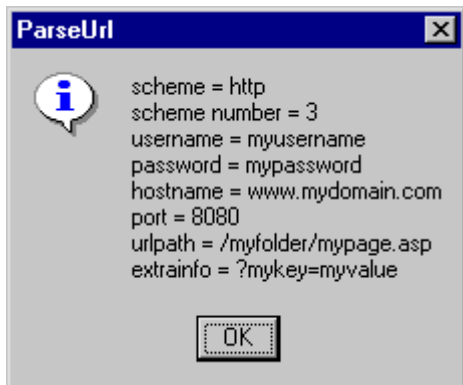 ParseUrl
scheme = http
scheme number = 3
username = myusername
password = mypassword
hostname = www.mydomain.com
port = 8080
urlpath = /myfolder/mypage.asp
extrainfo = ?mykey=myvalue
OK